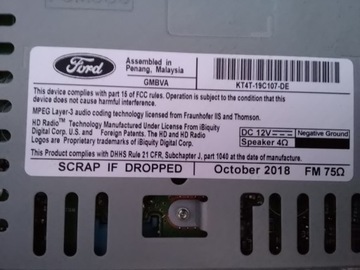 Ford
Assembled in
Penang, Malaysia
GMBVA
KT4T-19C107-DE
This device complies with part 15 of FCC rules. Operation is subject to the condition that this device
cause harmful interference.
MPEG Layer-3 audio coding technology licensed from Fraunhofer IIS and Thomson.
HD Radio™ Technology Manufactured Under License From iBiquity
Digital Corp. U.S. and Foreign Patents. The HD and HD RADIO
Logos are Proprietary trademarks of iBiquity Digital Corp.
DC 12V
Negative Ground
Speaker 4Ω
This Product complies with DHHS Rule 21 CFR, Subchapter J, part 1040 at the date of manufacture.
SCRAP IF DROPPED
October 2018
FM 75Ω